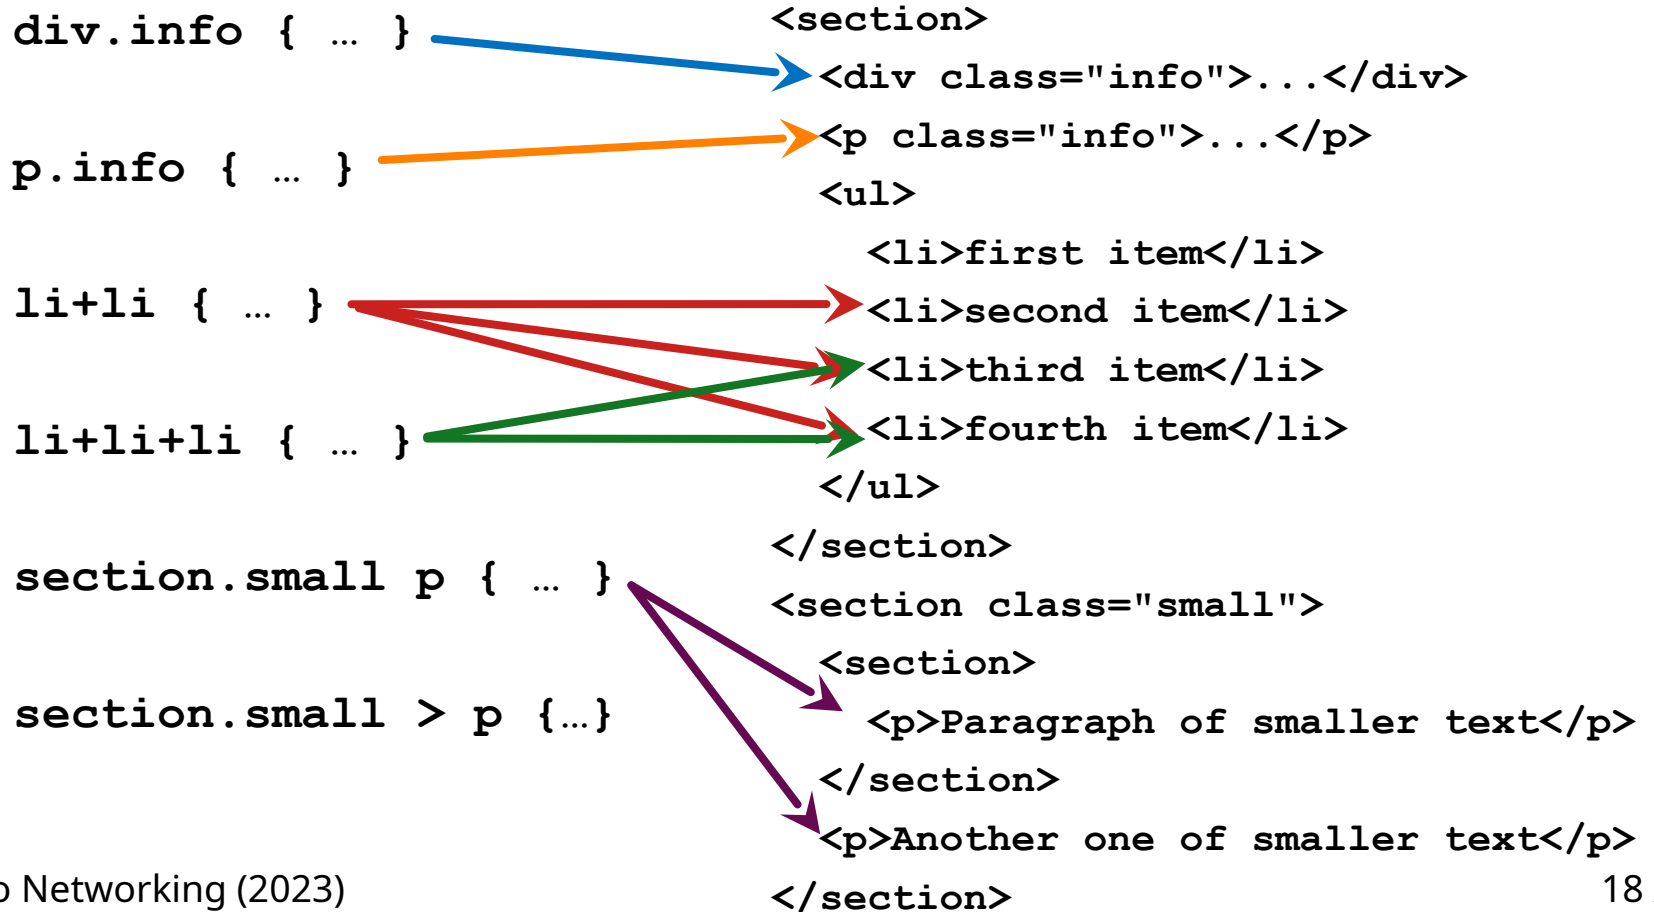 div.info { … }
p.info { … }
li+li { … }
li+li+li { … }
section.small p { … }
section.small > p {…}
<section>
<div class="info">...</div>
<p class="info">...</p>
<ul>
<li>first item</li>
<li>second item</li>
<li>third item</li>
<li>fourth item</li>
</ul>
</section>
<section class="small">
<section>
<p>Paragraph of smaller text</p>
</section>
<p>Another one of smaller text</p>
</section>
Networking (2023)
18